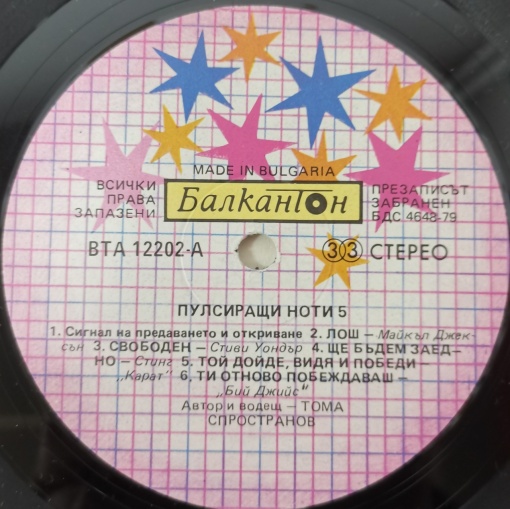 MADE IN BULGARIA
ВСИЧКИ
ПРАВА
ЗАПАЗЕНИ
Балкантон
ПРЕЗАПИСЪТ
ЗАБРАНЕН
БДС 4648-79
ВТА 12202-А
33 СТЕРЕО
ПУЛСИРАЩИ НОТИ 5
1. Сигнал на предаването и откриване 2. ЛОШ – Майкъл Джек-
сън 3. СВОБОДЕН – Стиви Уондър 4. ЩЕ БЪДЕМ ЗАЕД-
НО – Стинг 5. ТОЙ ДОЙДЕ, ВИДЯ И ПОБЕДИ –
„Карат" 6, ТИ ОТНОВО ПОБЕЖДАВАШ –
„Бий Джийс"
Автор и водещ – ТОМА
СПРОСТРАНОВ